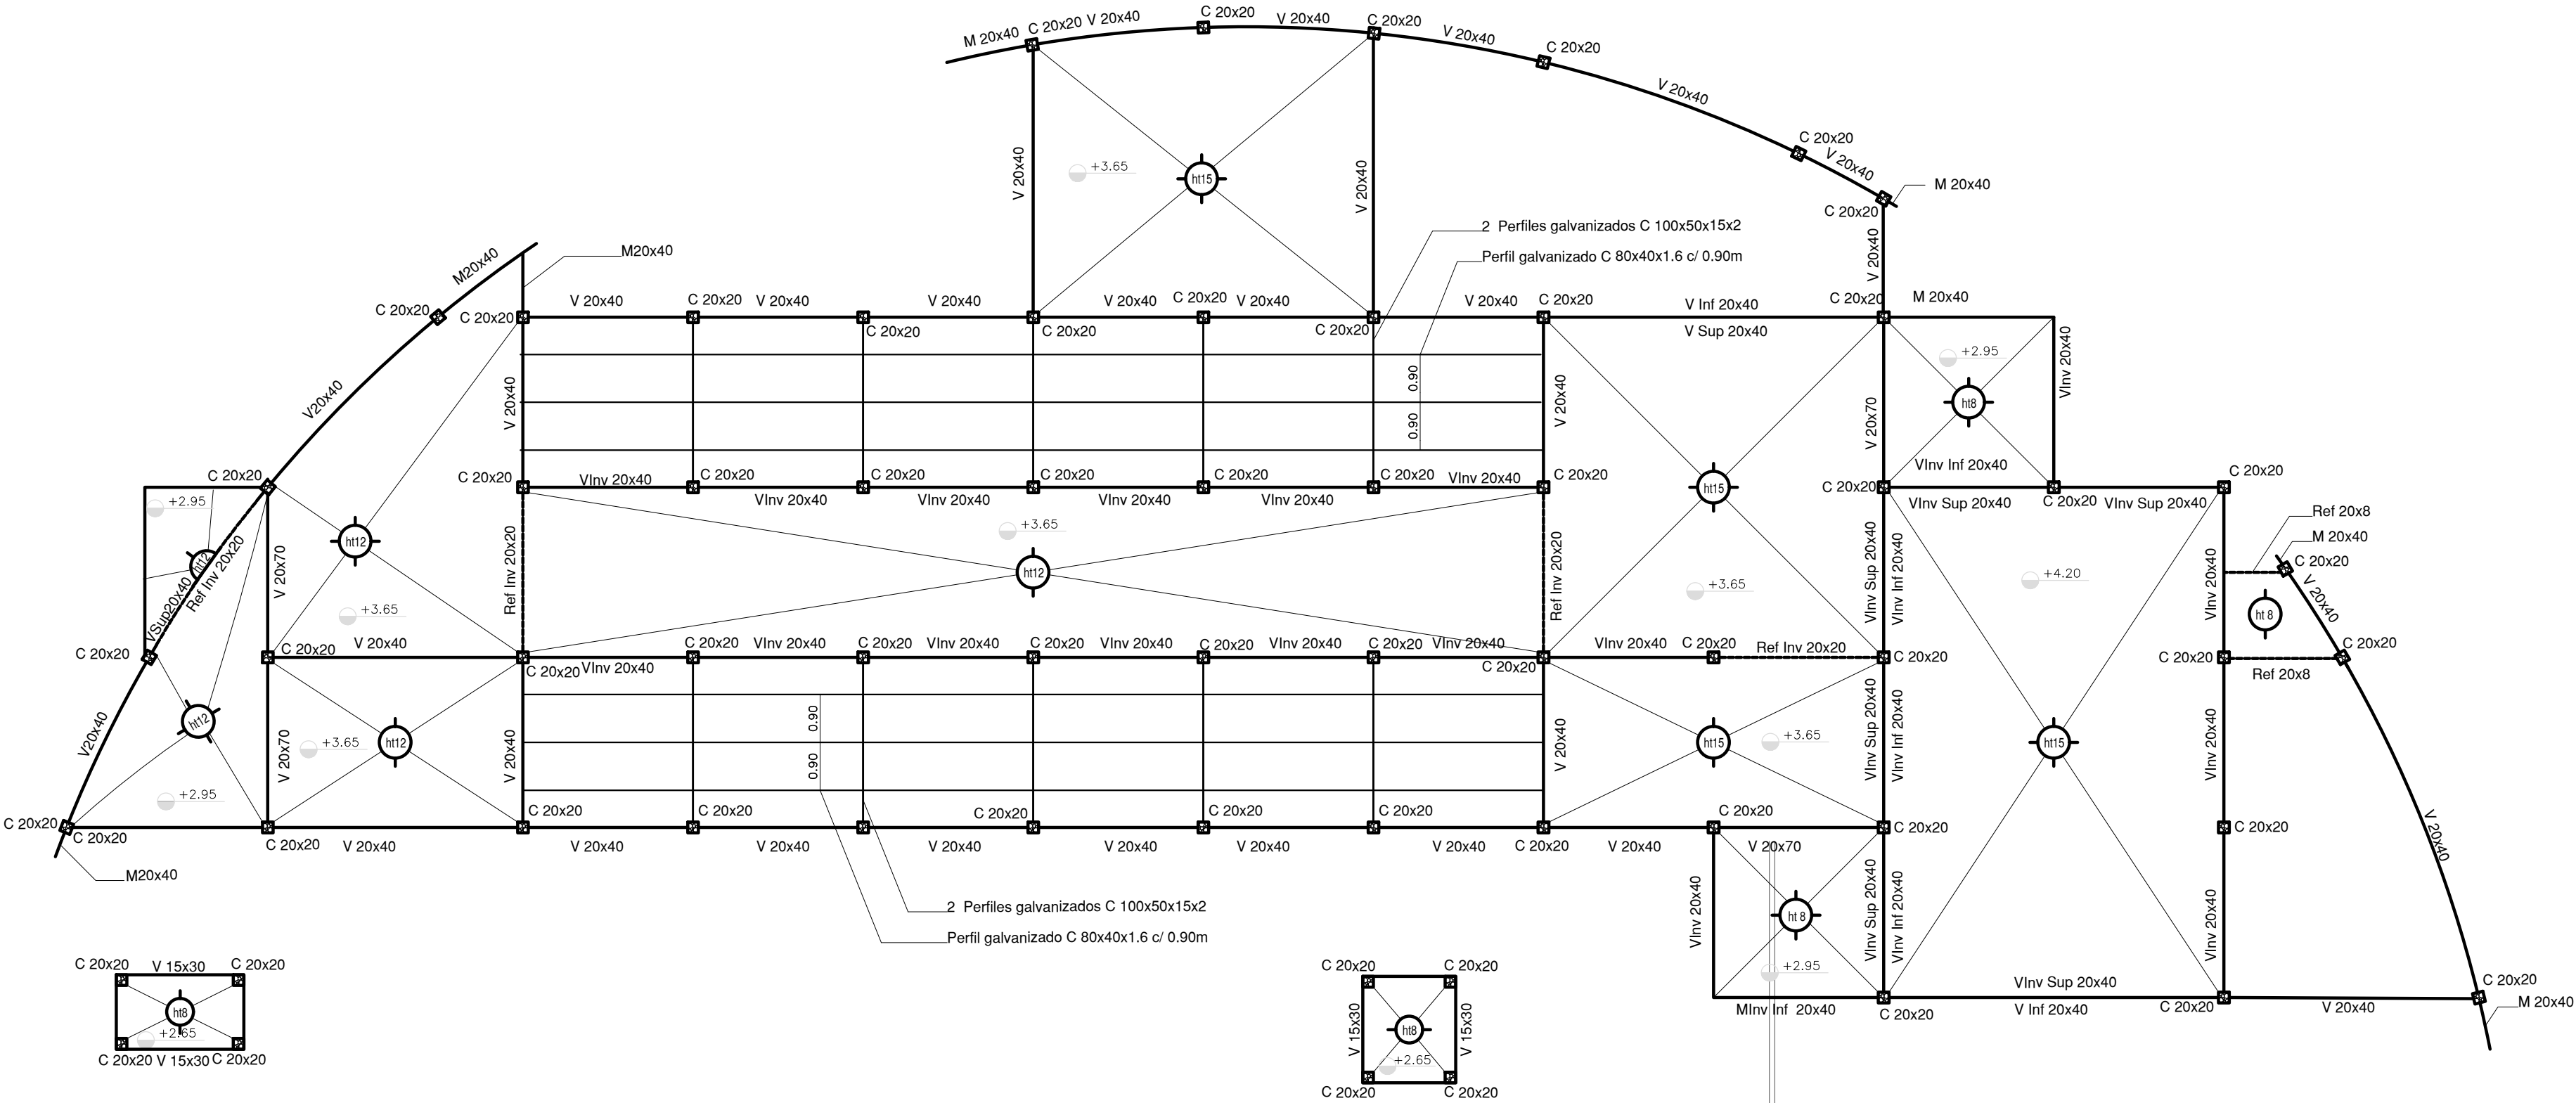 M 20x40
C 20x20
V 20x40
C 20x20
V 20x40
C 20x20
V 20x40
C 20x20
V 20x40
C 20x20
V 20x40
M 20x40
C 20x20
V 20x40
V 20x40
+3.65
ht15
V 20x40
2 Perfiles galvanizados C 100x50x15x2
Perfil galvanizado C 80x40x1.6 c/ 0.90m
M20x40
M20x40
C 20x20
C 20x20
V 20x40
C 20x20
V 20x40
C 20x20
V 20x40
C 20x20
V 20x40
C 20x20
V 20x40
C 20x20
V 20x40
C 20x20
V Inf 20x40
V Sup 20x40
C 20x20
M 20x40
+2.95
ht8
VInv 20x40
V20x40
V 20x40
0.90
0.90
V 20x40
V 20x70
VInv Inf 20x40
C 20x20
C 20x20
VInv 20x40
C 20x20
VInv 20x40
C 20x20
VInv 20x40
C 20x20
VInv 20x40
C 20x20
VInv 20x40
C 20x20
VInv 20x40
C 20x20
ht15
C 20x20
VInv Sup 20x40
C 20x20
VInv Sup 20x40
C 20x20
+2.95
ht12
VSup20x40
Ref Inv 20x20
V 20x70
ht12
+3.65
Ref Inv 20x20
+3.65
ht12
Ref Inv 20x20
+3.65
VInv Sup 20x40
VInv Inf 20x40
+4.20
VInv 20x40
Ref 20x8
M 20x40
C 20x20
V 20x40
ht 8
C 20x20
C 20x20
V 20x40
C 20x20
VInv 20x40
C 20x20
VInv 20x40
C 20x20
VInv 20x40
C 20x20
VInv 20x40
C 20x20
VInv 20x40
C 20x20
VInv 20x40
C 20x20
VInv 20x40
C 20x20
Ref Inv 20x20
C 20x20
C 20x20
C 20x20
Ref 20x8
V20x40
ht12
+2.95
V 20x70
+3.65
ht12
V 20x40
0.90
0.90
V 20x40
ht15
+3.65
VInv Sup 20x40
VInv Inf 20x40
ht15
VInv 20x40
V 20x40
C 20x20
C 20x20
C 20x20
V 20x40
C 20x20
V 20x40
C 20x20
V 20x40
V 20x40
C 20x20
V 20x40
C 20x20
V 20x40
C 20x20
V 20x40
C 20x20
V 20x40
C 20x20
V 20x70
C 20x20
C 20x20
M20x40
2 Perfiles galvanizados C 100x50x15x2
Perfil galvanizado C 80x40x1.6 c/ 0.90m
VInv 20x40
ht 8
+2.95
VInv Sup 20x40
VInv Inf 20x40
VInv 20x40
MInv Inf 20x40
C 20x20
VInv Sup 20x40
V Inf 20x40
C 20x20
V 20x40
C 20x20
M 20x40
C 20x20
V 15x30
C 20x20
ht8
+2.65
C 20x20
V 15x30
C 20x20
C 20x20
C 20x20
V 15x30
ht8
+2.65
V 15x30
C 20x20
C 20x20